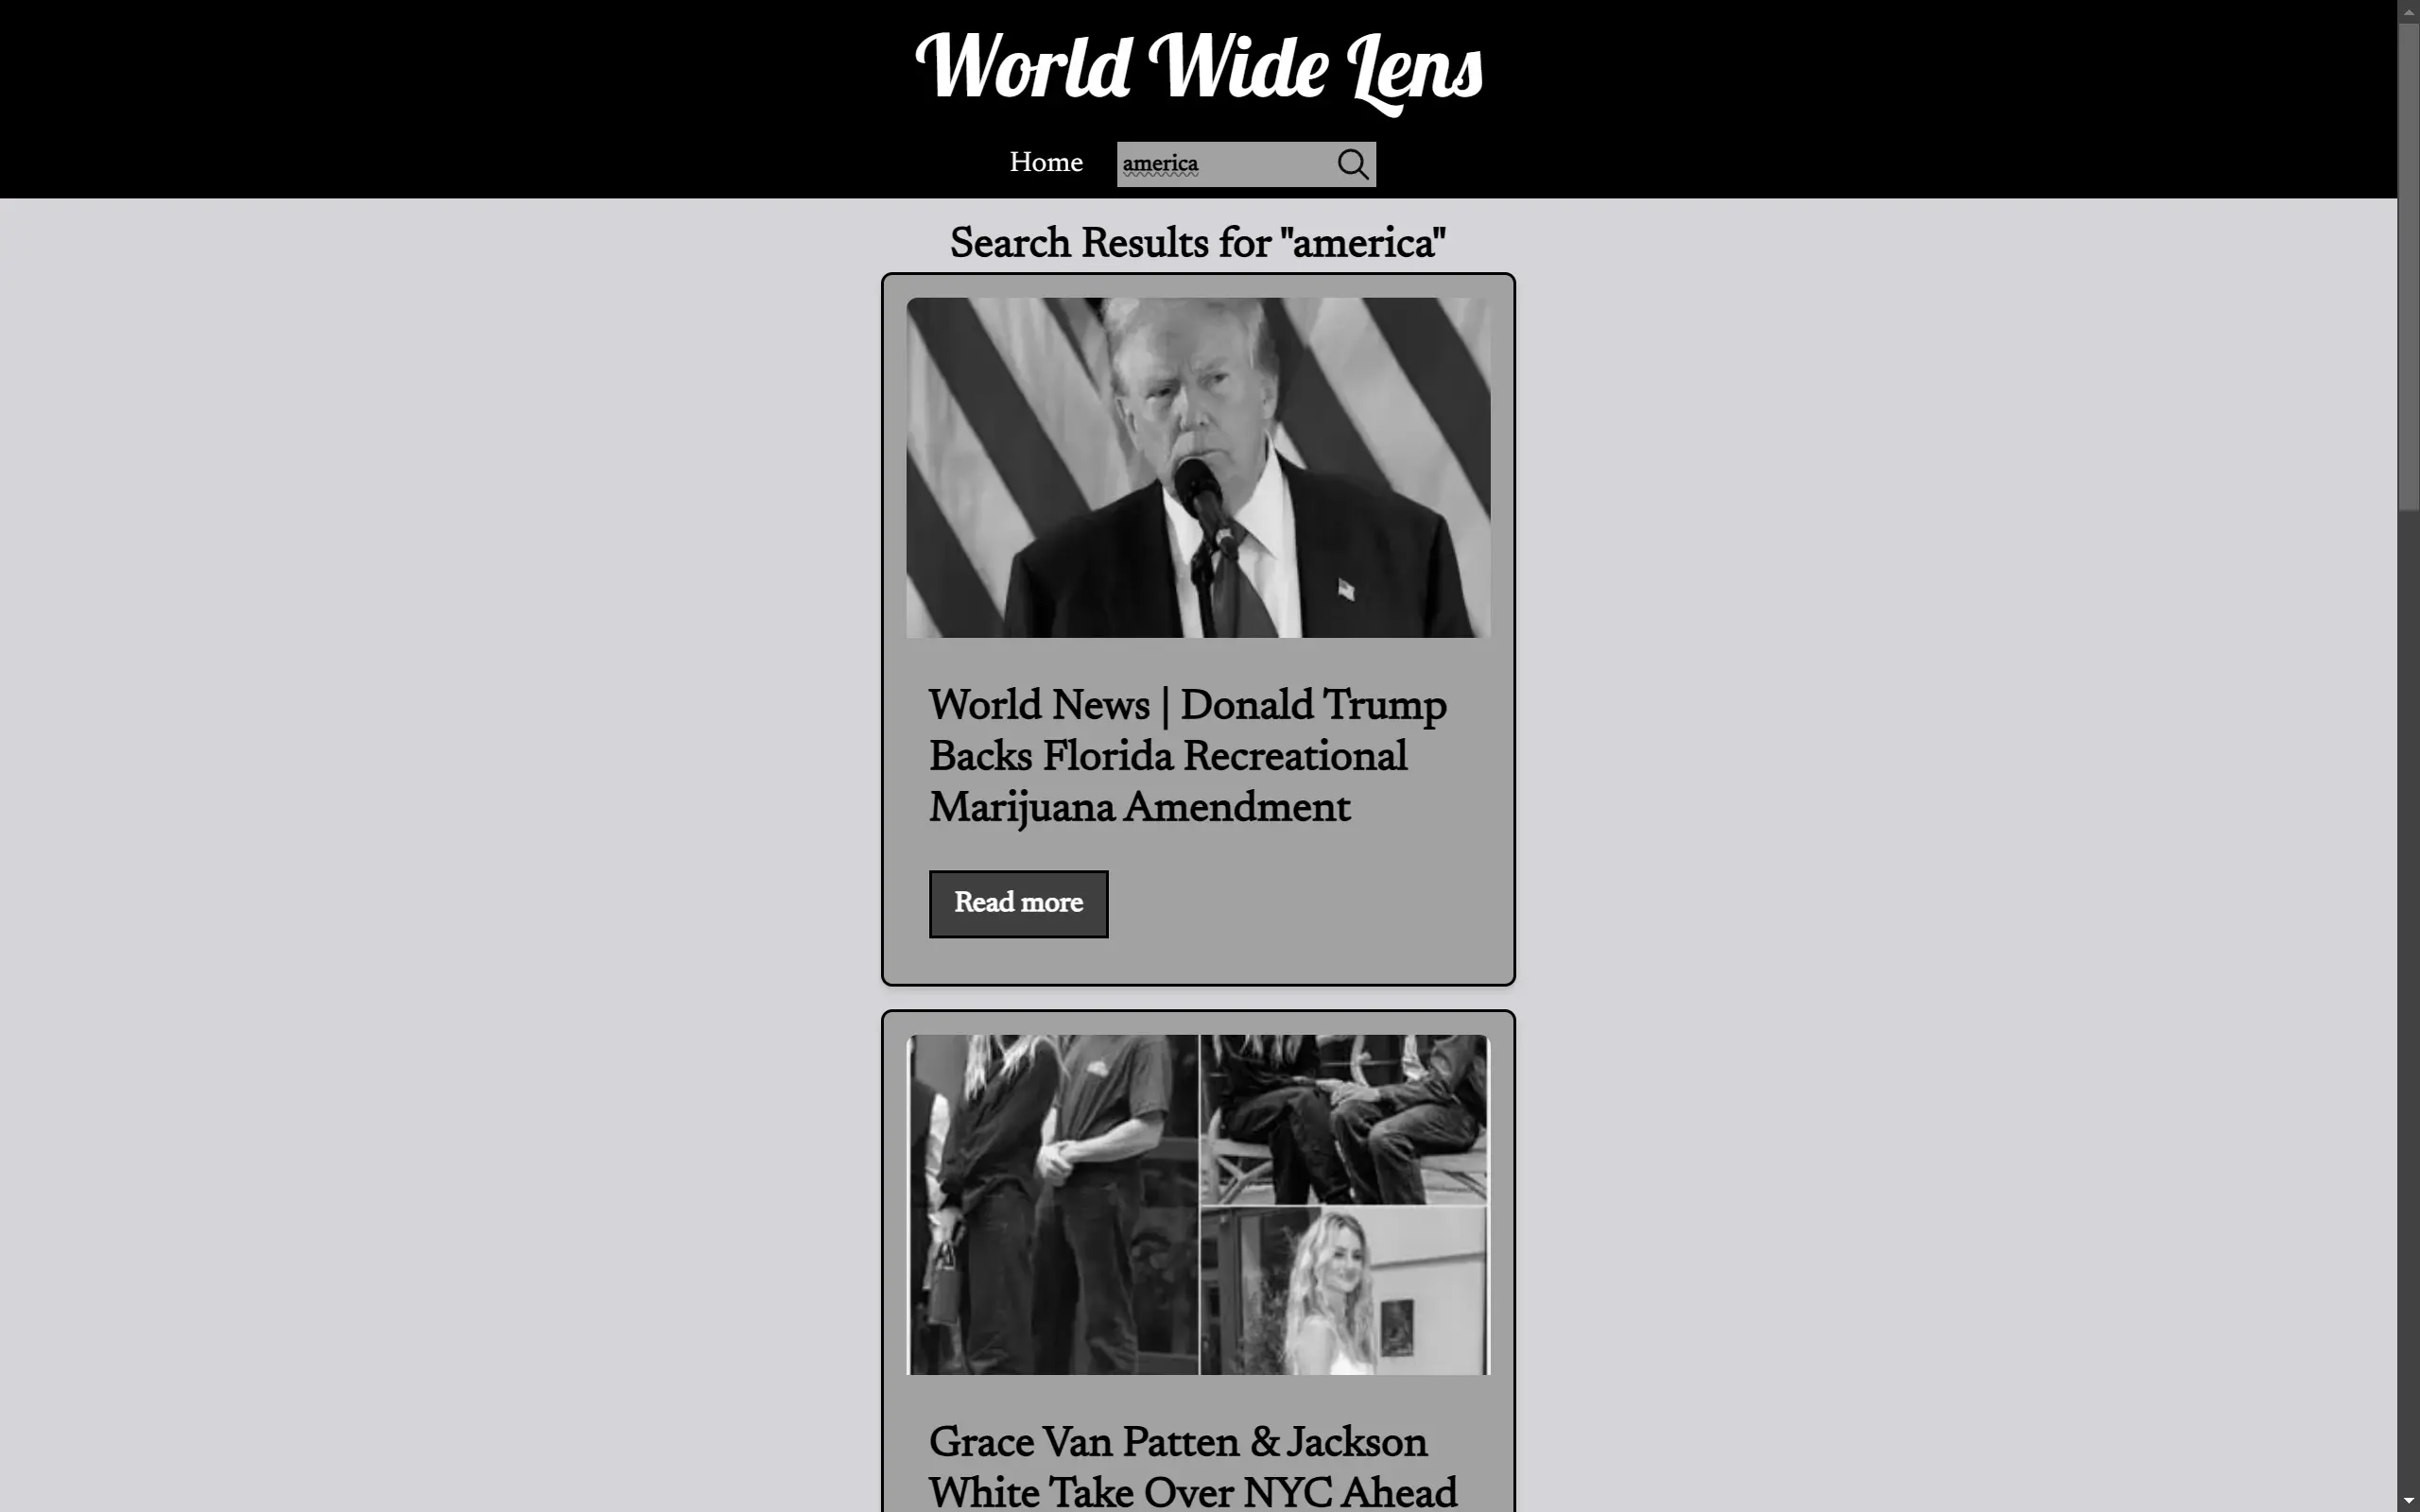 World Wide Lens
Home
america
Search Results for "america"
World News | Donald Trump
Backs Florida Recreational
Marijuana Amendment
Read more
Grace Van Patten & Jackson
White Take Over NYC Ahead